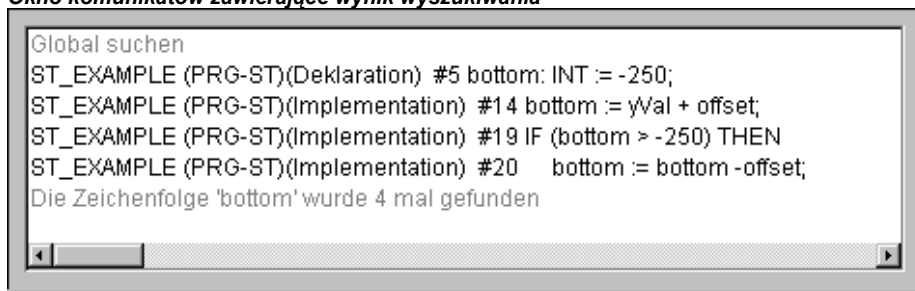 Okno komunikatów zawierające wynik wyszukiwania
Global suchen
ST_EXAMPLE (PRG-ST)(Deklaration) #5 bottom: INT := -250;
ST_EXAMPLE (PRG-ST)(Implementation) #14 bottom := yVal + offset;
ST_EXAMPLE (PRG-ST)(Implementation) #19 IF (bottom > -250) THEN
ST_EXAMPLE (PRG-ST)(Implementation) #20 bottom := bottom -offset;
Die Zeichenfolge 'bottom' wurde 4 mal gefunden